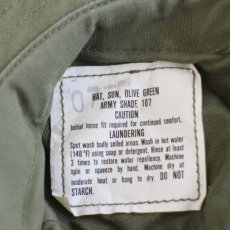 HAT, SUN, OLIVE GREEN
ARMY SHADE 107
CAUTION
Initial loose fit required for continued comfort.
LAUNDERING
Spot wash badly soiled areas. Wash in hot water
(140°F) using soap or detergent. Rinse at least
3 times to restore water repellency. Machine
spin or squeeze by hand. Machine dry at
moderate heat or hang to dry. DO NOT
STARCH.